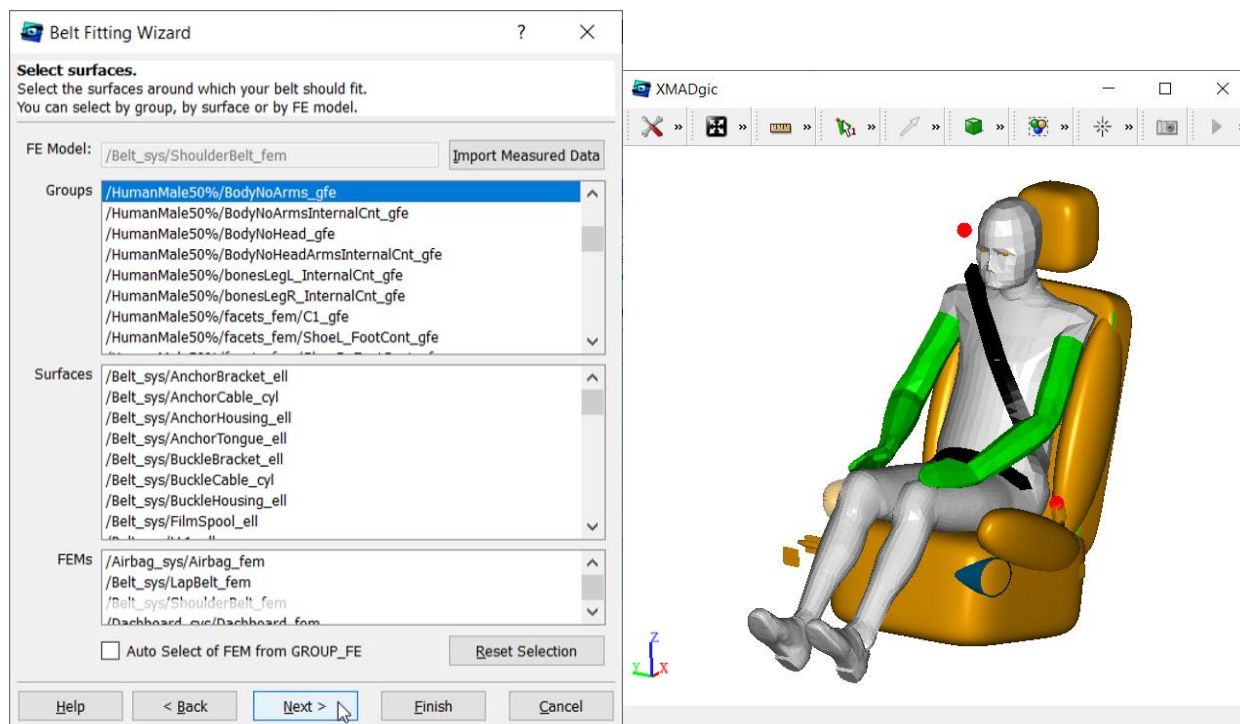 Belt Fitting Wizard
?
Select surfaces.
Select the surfaces around which your belt should fit.
You can select by group, by surface or by FE model.
FE Model:
/Belt_sys/ShoulderBelt_fem
Import Measured Data
Groups
/HumanMale50%/BodyNoArms_gfe
/HumanMale50%/BodyNoArmsInternalCnt_gfe
/HumanMale50%/BodyNoHead_gfe
/HumanMale50%/BodyNoHeadArmsInternalCnt_gfe
/HumanMale50%/bonesLegL_InternalCnt_gfe
/HumanMale50%/bonesLegR_InternalCnt_gfe
/HumanMale50%/facets_fem/C1_gfe
/HumanMale50%/facets_fem/ShoeL_FootCont_gfe
Surfaces
/Belt_sys/AnchorBracket_ell
/Belt_sys/AnchorCable_cyl
/Belt_sys/AnchorHousing_ell
/Belt_sys/AnchorTongue_ell
/Belt_sys/BuckleBracket_ell
/Belt_sys/BuckleCable_cyl
/Belt_sys/BuckleHousing_ell
/Belt_sys/FilmSpool_ell
FEMs
/Airbag_sys/Airbag_fem
/Belt_sys/LapBelt_fem
/Belt_sys/ShoulderBelt_fem
/Dashboard_sys/Dashboard_fem
Auto Select of FEM from GROUP_FE
Reset Selection
Help
< Back
Next >
Finish
Cancel
XMADgic
» » » » » » » »
Z
Y X